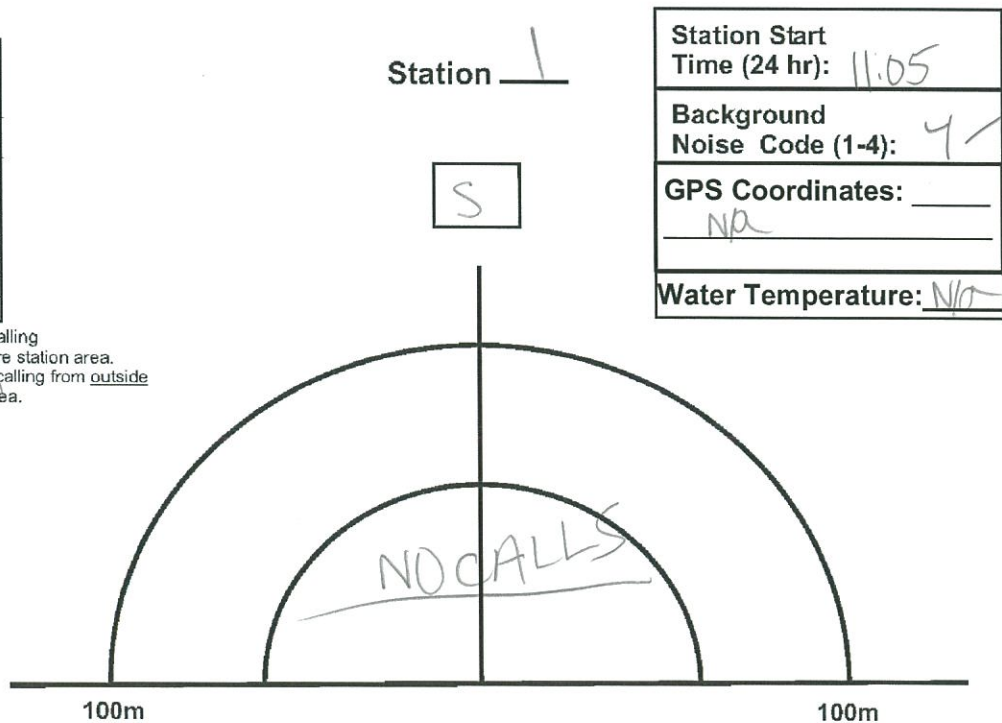 Station 1
Station Start
Time (24 hr): 11:05
Background
Noise Code (1-4): 4
GPS Coordinates:
N/a
Water Temperature: N/a
S
alling
re station area.
calling from outside
ea.
NO CALLS
100m
100m